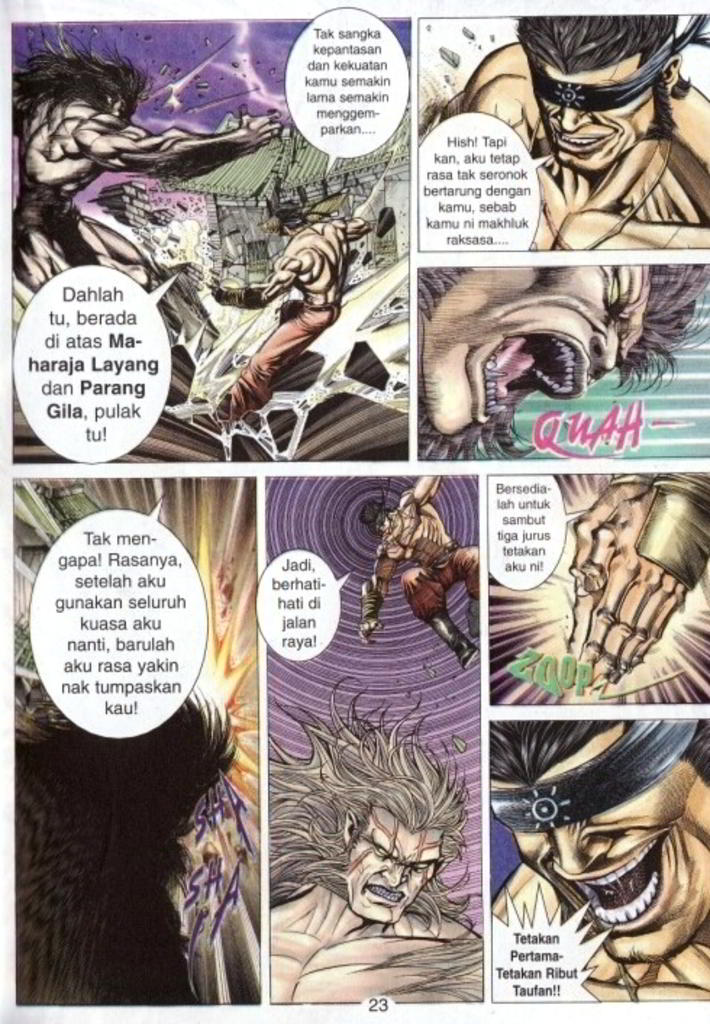 Tak sangka
kepantasan
dan kekuatan
kamu semakin
lama semakin
menggem-
parkan....
Dahlah
tu, berada
di atas Ma-
haraja Layang
dan Parang
Gila, pulak
tu!
Hish! Tapi
kan, aku tetap
rasa tak seronok
bertarung dengan
kamu, sebab
kamu ni makhluk
raksasa....
QUAH
Tak men-
gapa! Rasanya,
setelah aku
gunakan seluruh
kuasa aku
nanti, barulah
aku rasa yakin
nak tumpaskan
kau!
SHA
SHA
Jadi,
berhati-
hati di
jalan
raya!
Bersedia-
lah untuk
sambut
tiga jurus
tetakan
aku ni!
ZOOP
Tetakan
Pertama-
Tetakan Ribut
Taufan!!
23